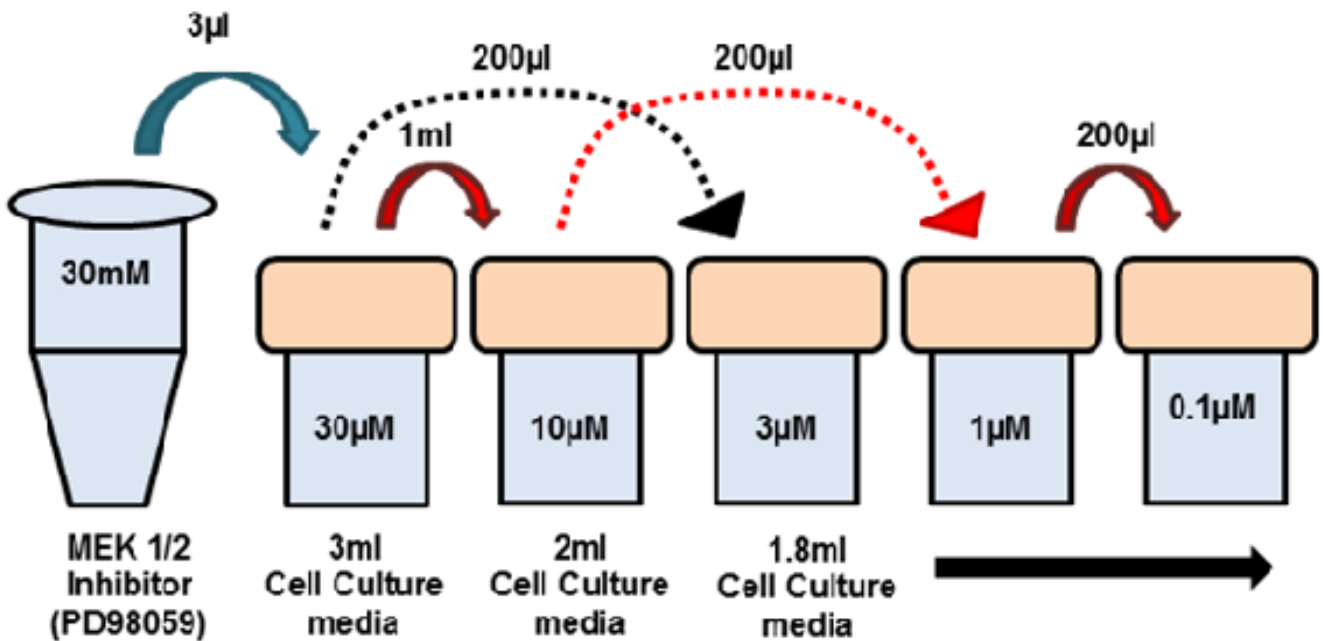 3µl
200µl
200µl
1ml
200µl
30mM
30µM
10µM
3µM
1µM
0.1µM
MEK 1/2
Inhibitor
(PD98059)
3ml
Cell Culture
media
2ml
Cell Culture
media
1.8ml
Cell Culture
media